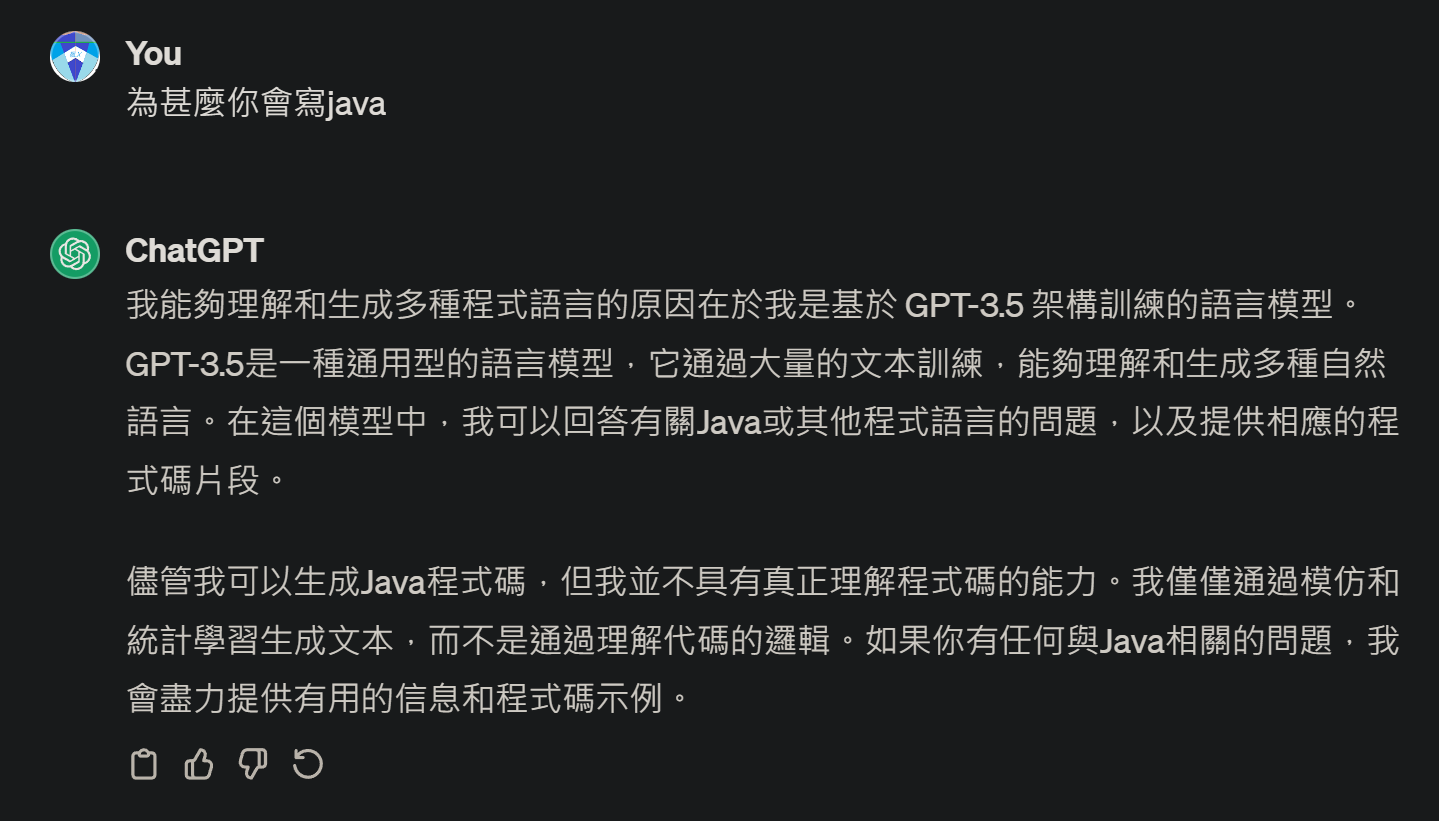 You
為甚麼你會寫java
ChatGPT
我能夠理解和生成多種程式語言的原因在於我是基於 GPT-3.5 架構訓練的語言模型。
GPT-3.5是一種通用型的語言模型，它通過大量的文本訓練，能夠理解和生成多種自然
語言。在這個模型中，我可以回答有關Java或其他程式語言的問題，以及提供相應的程
式碼片段。
儘管我可以生成Java程式碼，但我並不具有真正理解程式碼的能力。我僅僅通過模仿和
統計學習生成文本，而不是通過理解代碼的邏輯。如果你有任何與Java相關的問題，我
會盡力提供有用的信息和程式碼示例。